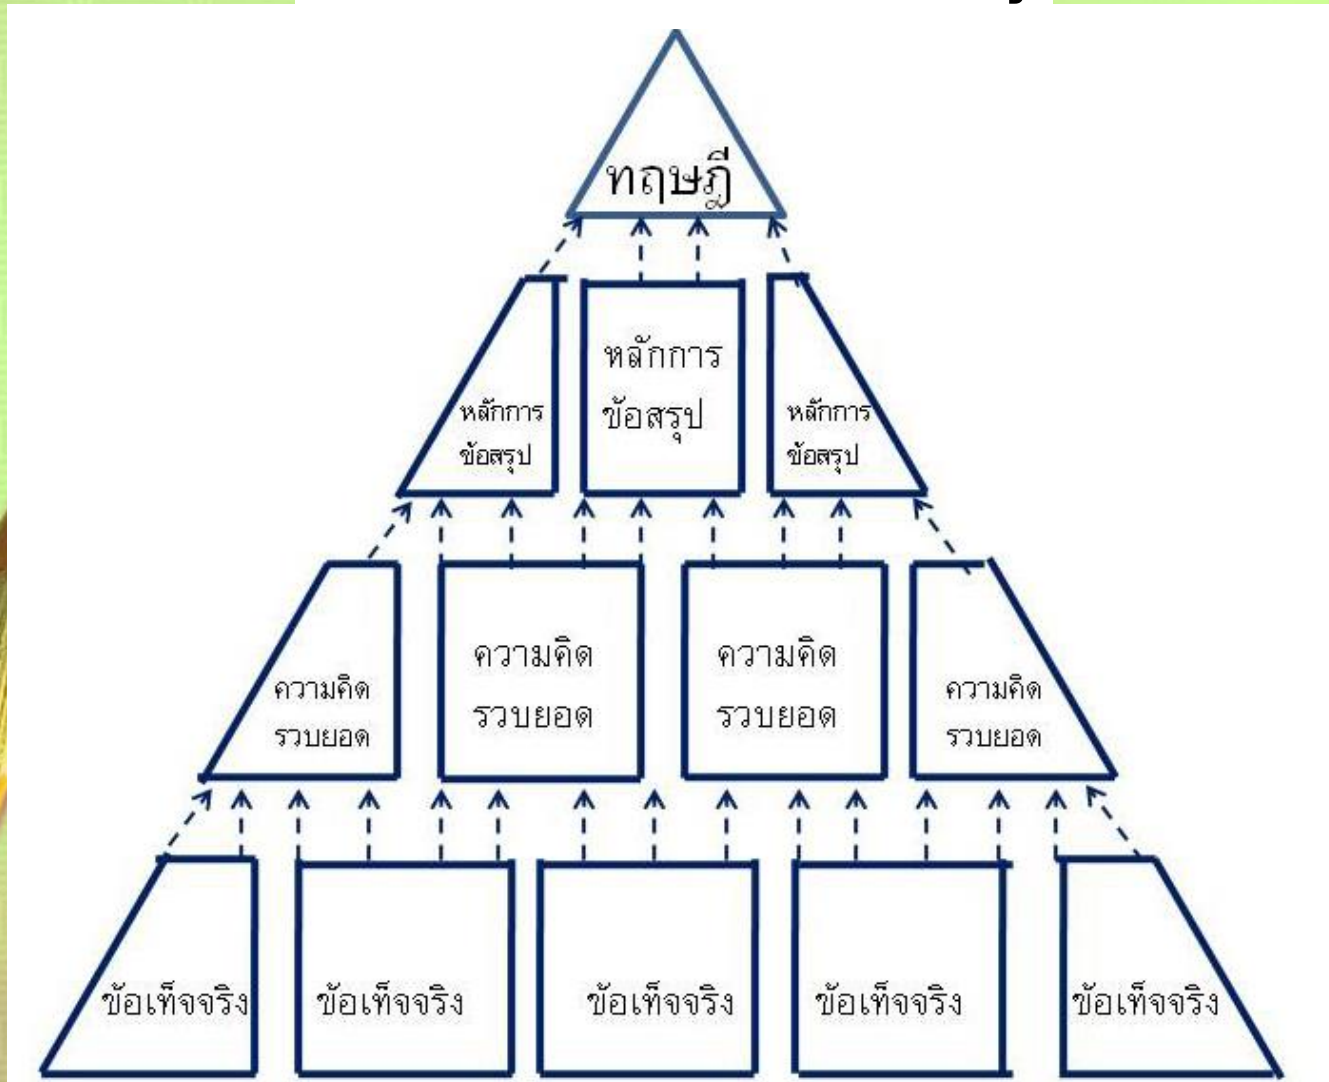 ทฤษฎี
หลักการ
ข้อสรุป
หลักการ
ข้อสรุป
หลักการ
ข้อสรุป
ความคิด
รวบยอด
ความคิด
รวบยอด
ความคิด
รวบยอด
ความคิด
รวบยอด
ข้อเท็จจริง
ข้อเท็จจริง
ข้อเท็จจริง
ข้อเท็จจริง
ข้อเท็จจริง